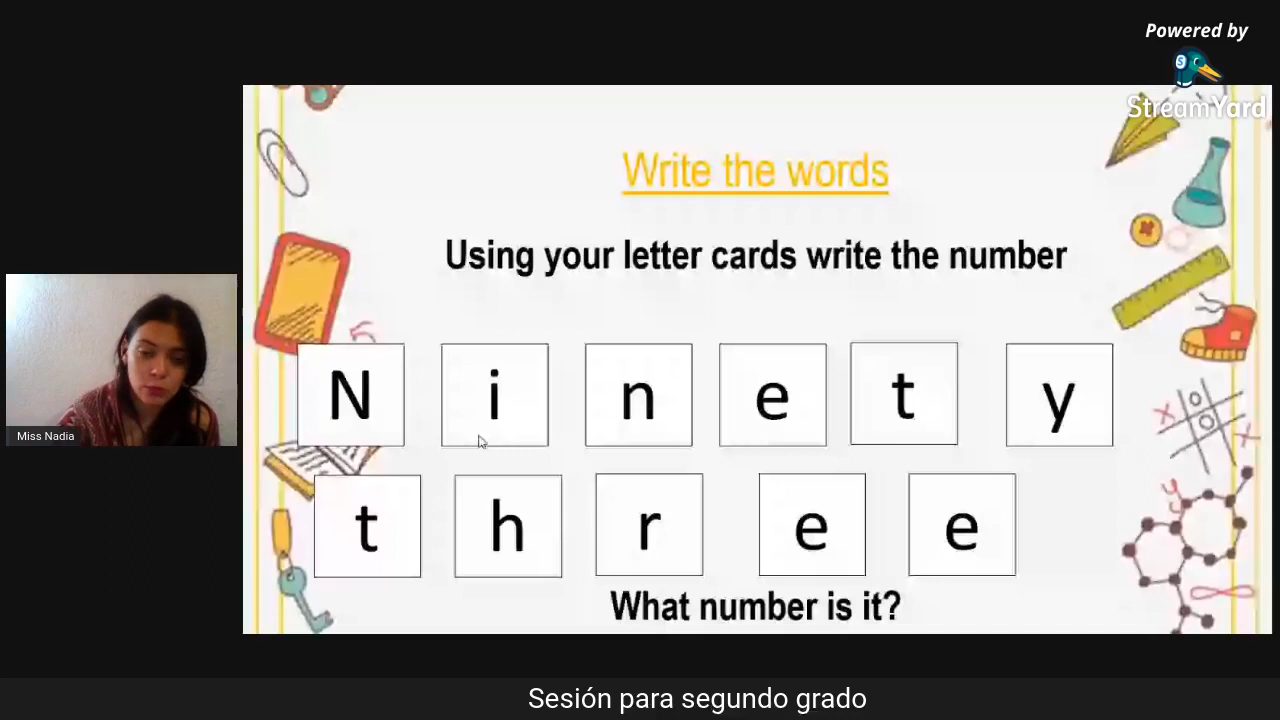 Powered by
StreamYard
Write the words
Using your letter cards write the number
N i n e t y
t h r e e
What number is it?
Miss Nadia
Sesión para segundo grado